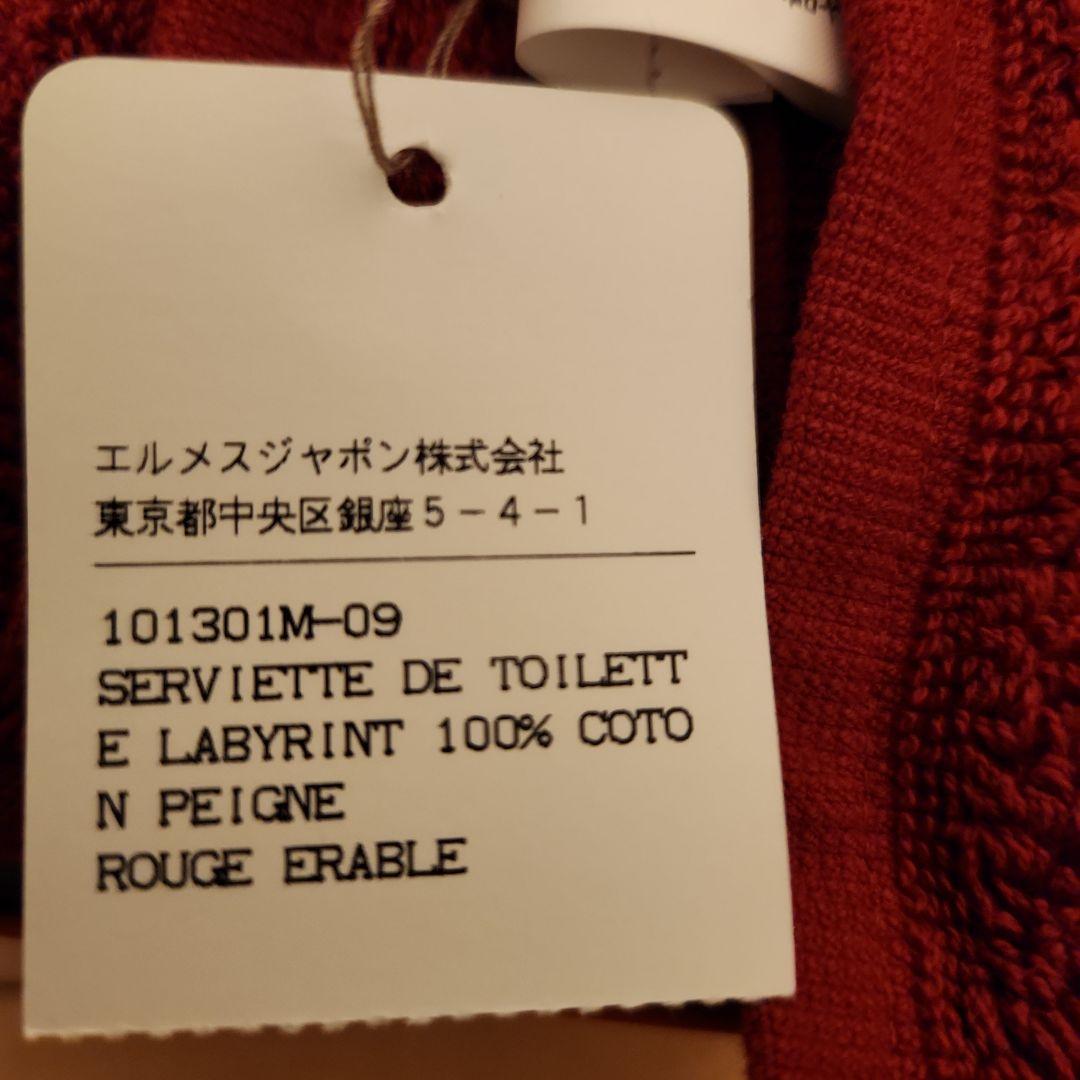 エルメスジャポン株式会社
東京都中央区銀座5-4-1
101301M-09
SERVIETTE DE TOILETT
E LABYRINT 100% COTO
N PEIGNE
ROUGE ERABLE